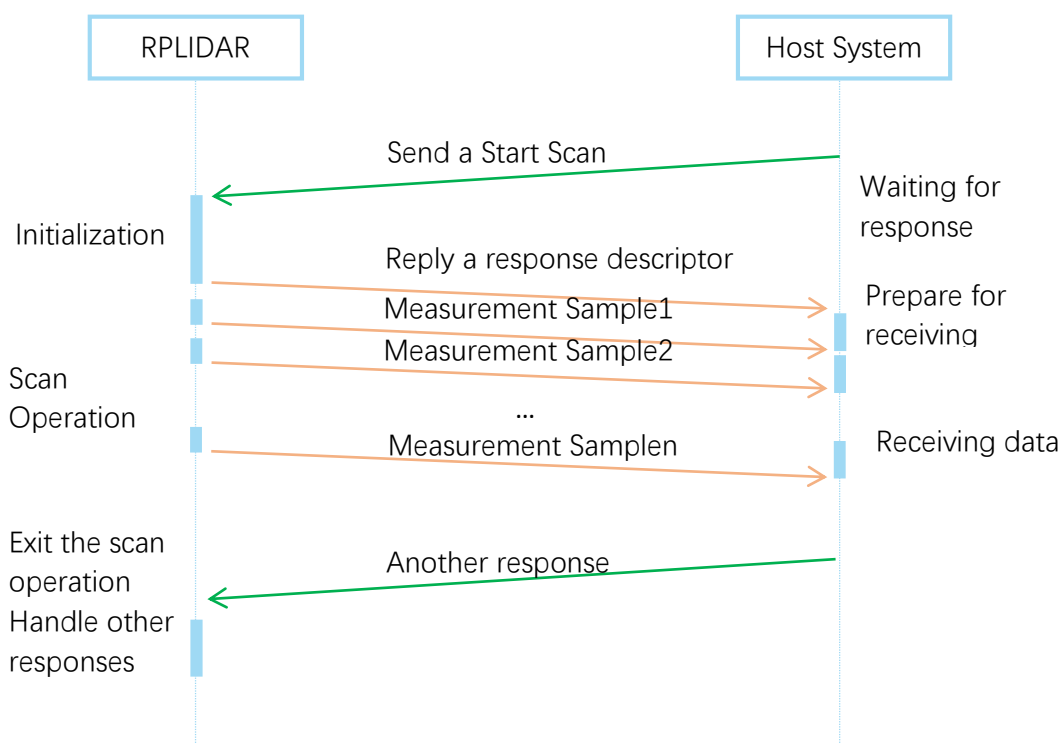 RPLIDAR
Host System
Send a Start Scan
Waiting for
response
Initialization
Reply a response descriptor
Prepare for
receiving
Measurement Sample1
Measurement Sample2
Scan
Operation
...
Measurement Samplen
Receiving data
Exit the scan
operation
Another response
Handle other
responses